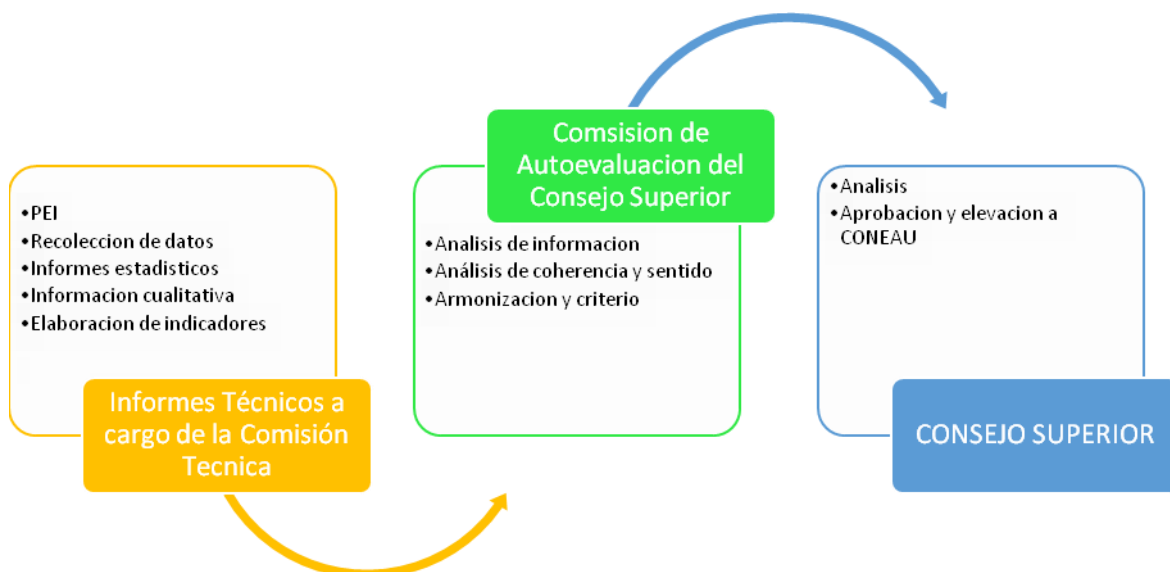 •PEI
•Recoleccion de datos
•Informes estadisticos
•Informacion cualitativa
•Elaboracion de indicadores
Informes Técnicos a
cargo de la Comisión
Tecnica
Comsision de
Autoevaluacion del
Consejo Superior
•Analisis de informacion
•Análisis de coherencia y sentido
•Armonizacion y criterio
•Analisis
•Aprobacion y elevacion a
CONEAU
CONSEJO SUPERIOR